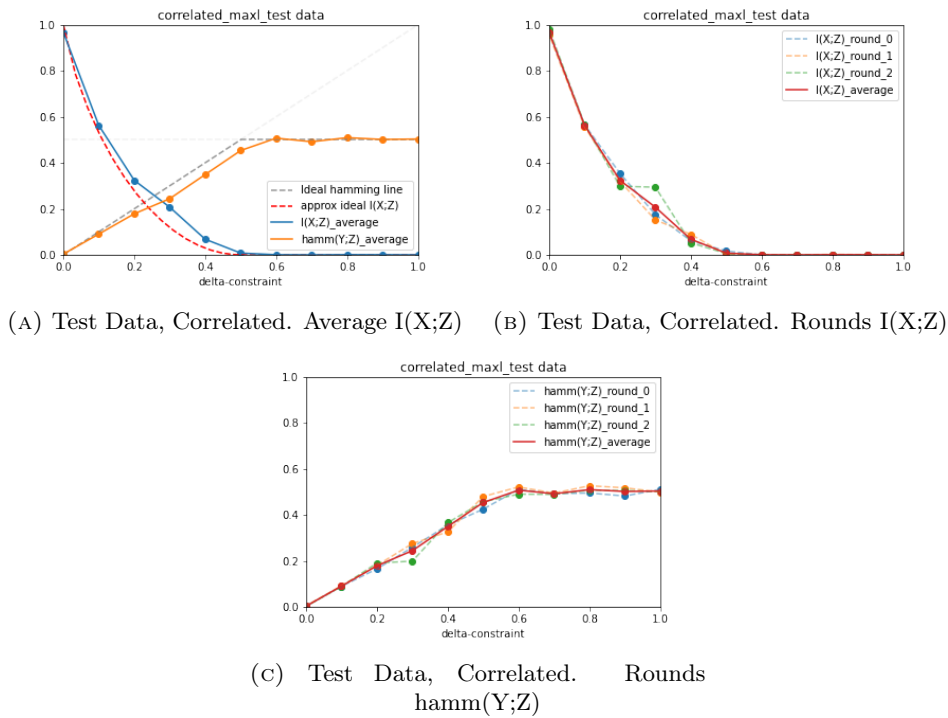 correlated_maxl_test data
1.0
0.8
0.6
0.4
0.2
0.0
Ideal hamming line
approx ideal I(X;Z)
I(X;Z)_average
hamm(Y;Z)_average
0.0 0.2 0.4 0.6 0.8 1.0
delta-constraint
(A) Test Data, Correlated. Average I(X;Z)
correlated_maxl_test data
1.0
0.8
0.6
0.4
0.2
0.0
I(X;Z)_round_0
I(X;Z)_round_1
I(X;Z)_round_2
I(X;Z)_average
0.0 0.2 0.4 0.6 0.8 1.0
delta-constraint
(B) Test Data, Correlated. Rounds I(X;Z)
correlated_maxl_test data
1.0
0.8
0.6
0.4
0.2
0.0
hamm(Y;Z)_round_0
hamm(Y;Z)_round_1
hamm(Y;Z)_round_2
hamm(Y;Z)_average
0.0 0.2 0.4 0.6 0.8 1.0
delta-constraint
(C) Test Data, Correlated. Rounds
hamm(Y;Z)